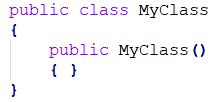 public class MyClass
{
    public MyClass()
    { }
}